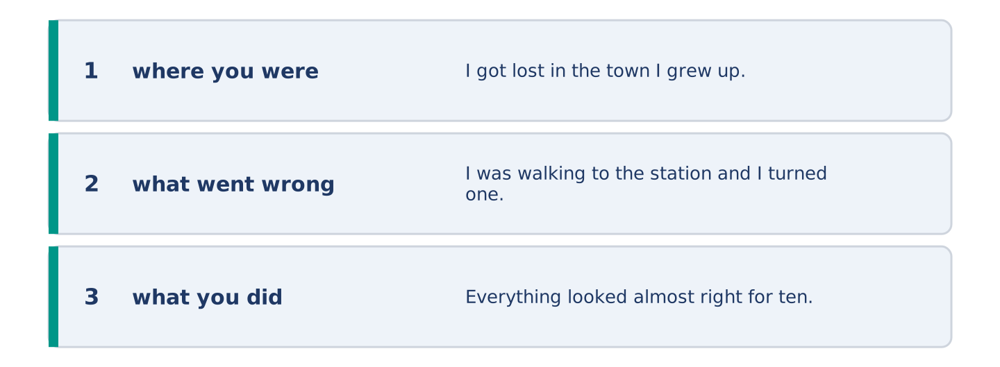 1 where you were I got lost in the town I grew up.
2 what went wrong I was walking to the station and I turned
one.
3 what you did Everything looked almost right for ten.